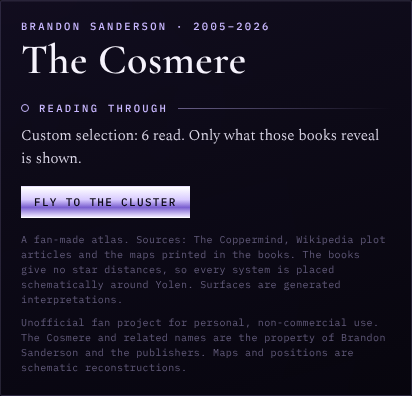 BRANDON SANDERSON · 2005–2026
The Cosmere
READING THROUGH
Custom selection: 6 read. Only what those books reveal
is shown.
FLY TO THE CLUSTER
A fan-made atlas. Sources: The Coppermind, Wikipedia plot
articles and the maps printed in the books. The books
give no star distances, so every system is placed
schematically around Yolen. Surfaces are generated
interpretations.
Unofficial fan project for personal, non-commercial use.
The Cosmere and related names are the property of Brandon
Sanderson and the publishers. Maps and positions are
schematic reconstructions.